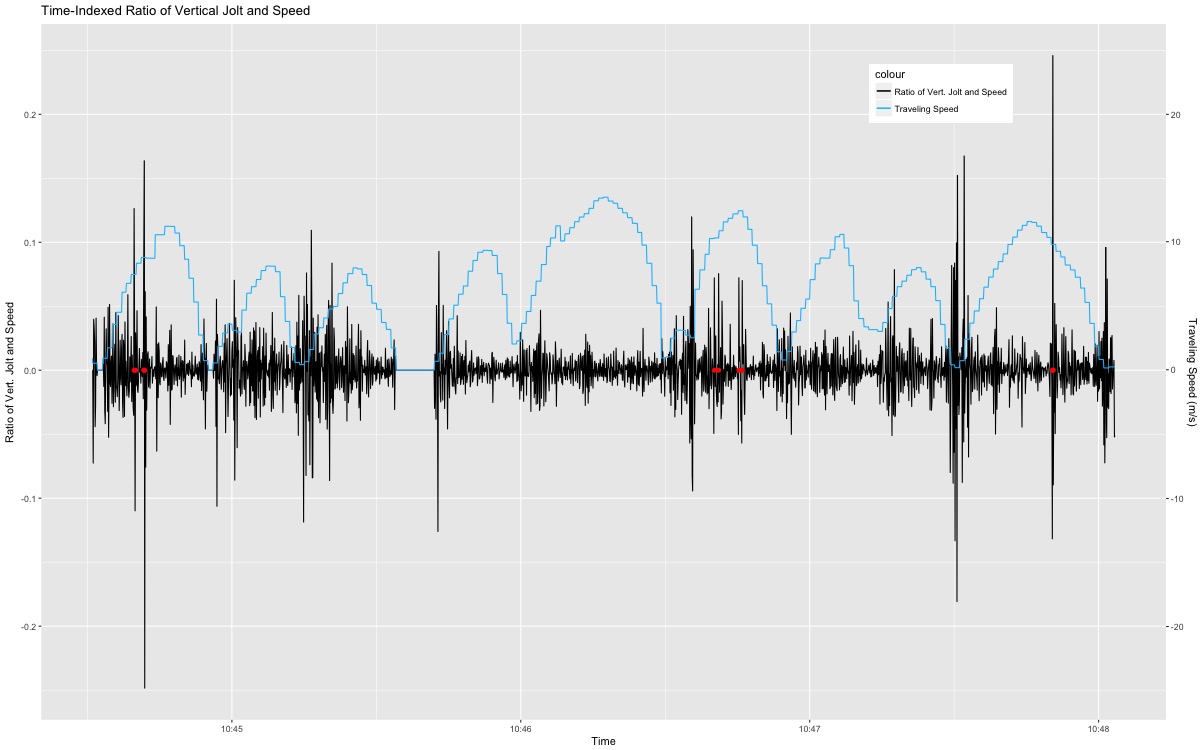 Time-Indexed Ratio of Vertical Jolt and Speed
colour
Ratio of Vert. Jolt and Speed
Traveling Speed
Ratio of Vert. Jolt and Speed
0.2
0.1
0.0
-0.1
-0.2
20
10
0
-10
-20
Traveling Speed (m/s)
10:45
10:46
10:47
10:48
Time